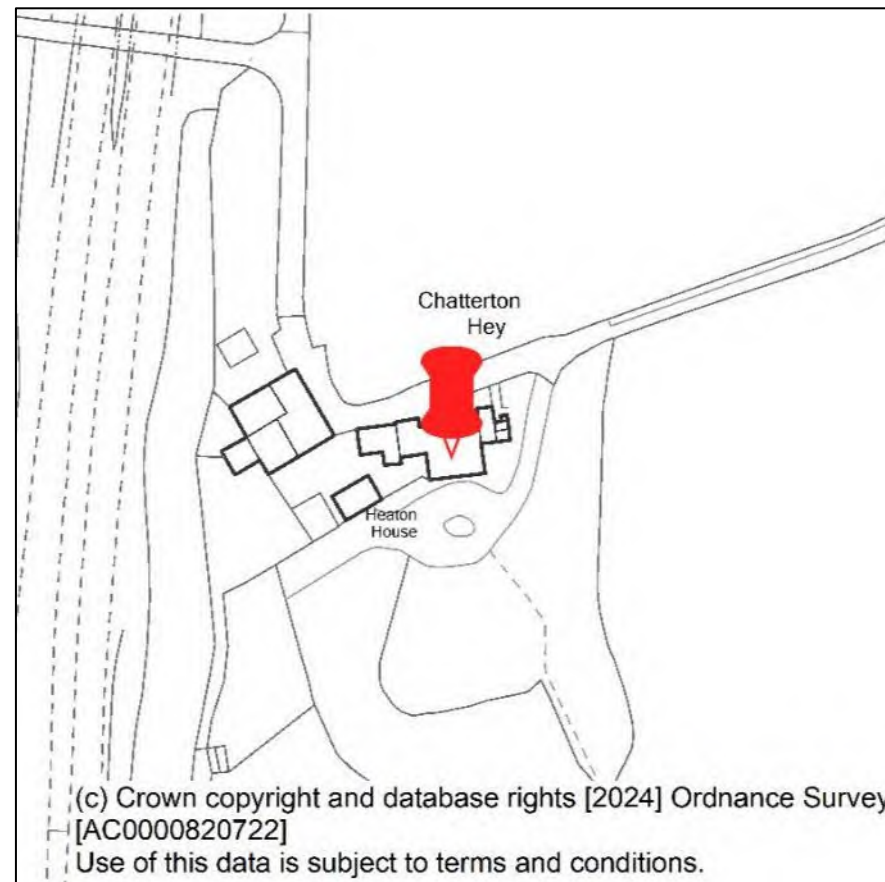 Chatterton
Hey
Heaton
House
(c) Crown copyright and database rights [2024] Ordnance Survey
[AC0000820722]
Use of this data is subject to terms and conditions.